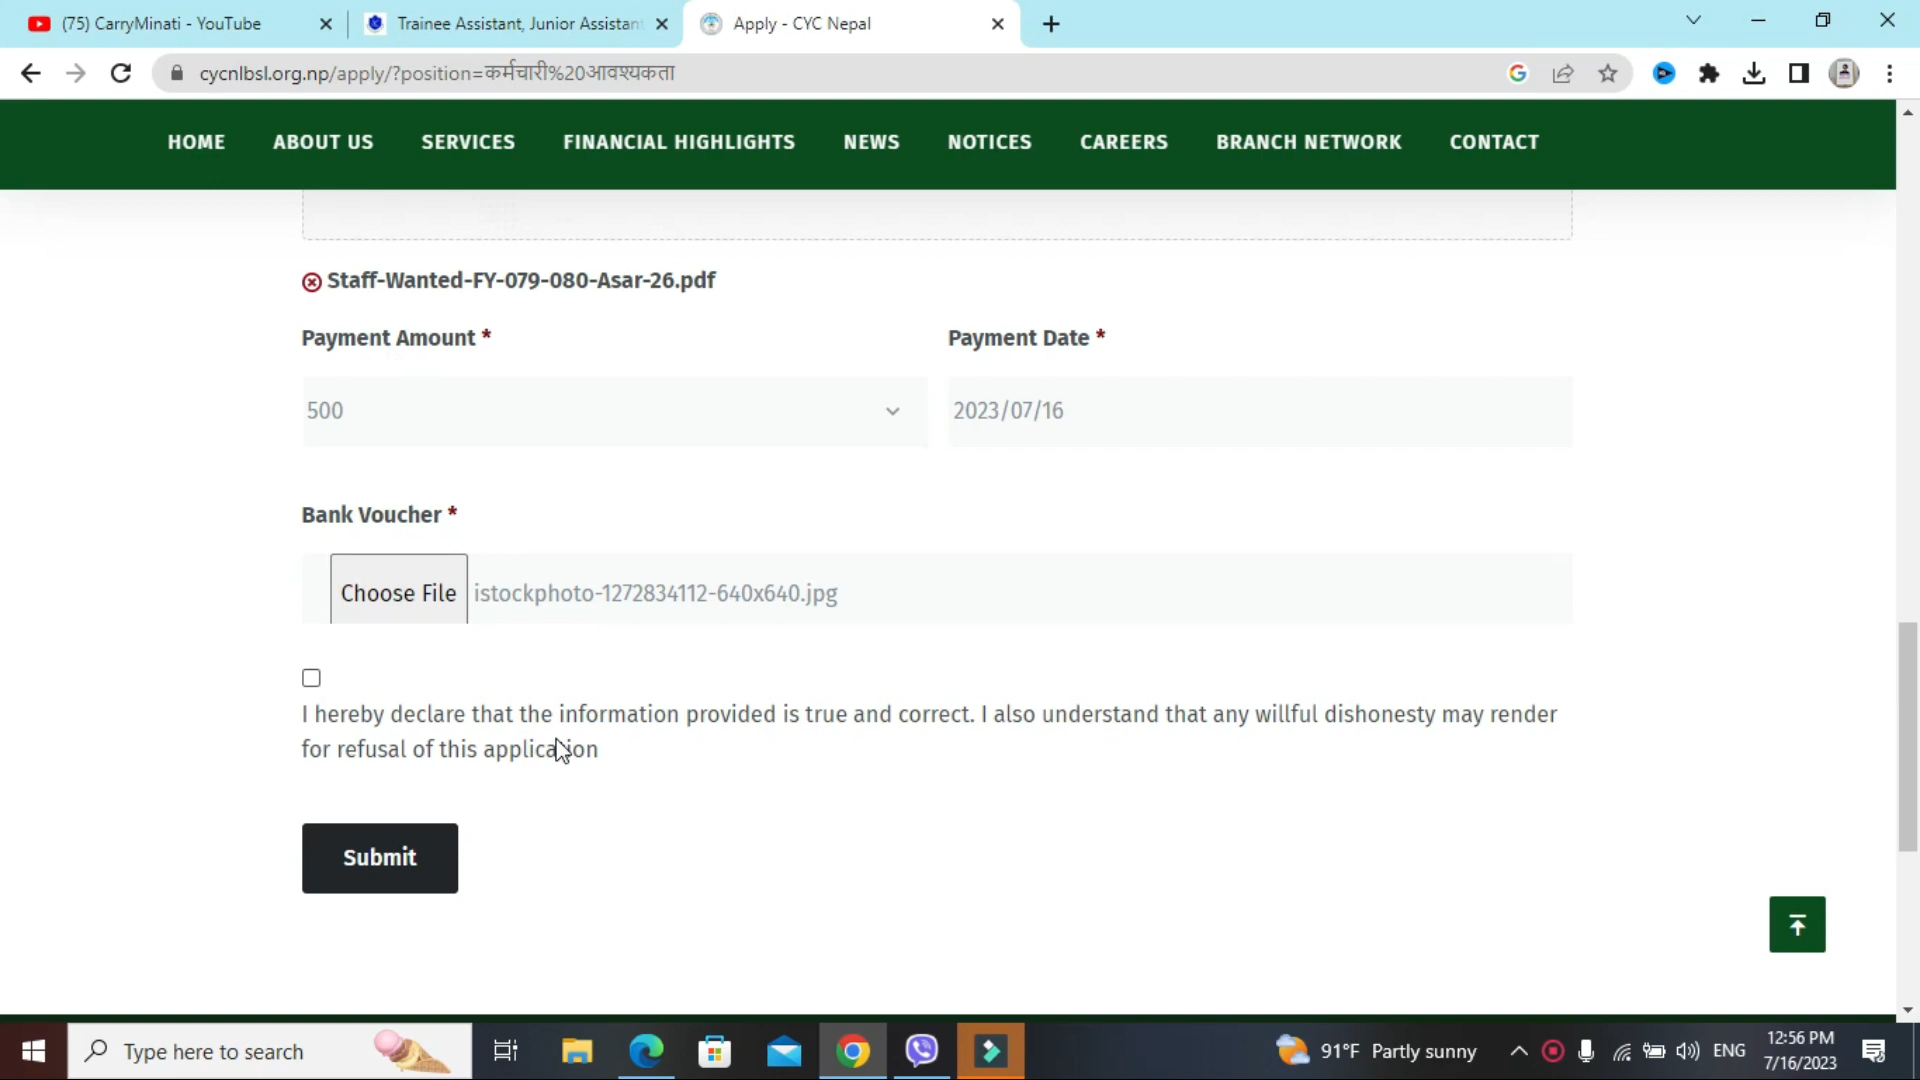 (75) CarryMinati - YouTube
Trainee Assistant, Junior Assistan
Apply - CYC Nepal
cycnlbsl.org.np/apply/?position=कर्मचारी%20आवश्यकता
HOME
ABOUT US
SERVICES
FINANCIAL HIGHLIGHTS
NEWS
NOTICES
CAREERS
BRANCH NETWORK
CONTACT
Staff-Wanted-FY-079-080-Asar-26.pdf
Payment Amount *
Payment Date *
500
2023/07/16
Bank Voucher *
Choose File
istockphoto-1272834112-640x640.jpg
I hereby declare that the information provided is true and correct. I also understand that any willful dishonesty may render
for refusal of this application
Submit
Type here to search
91°F Partly sunny
ENG
12:56 PM
7/16/2023